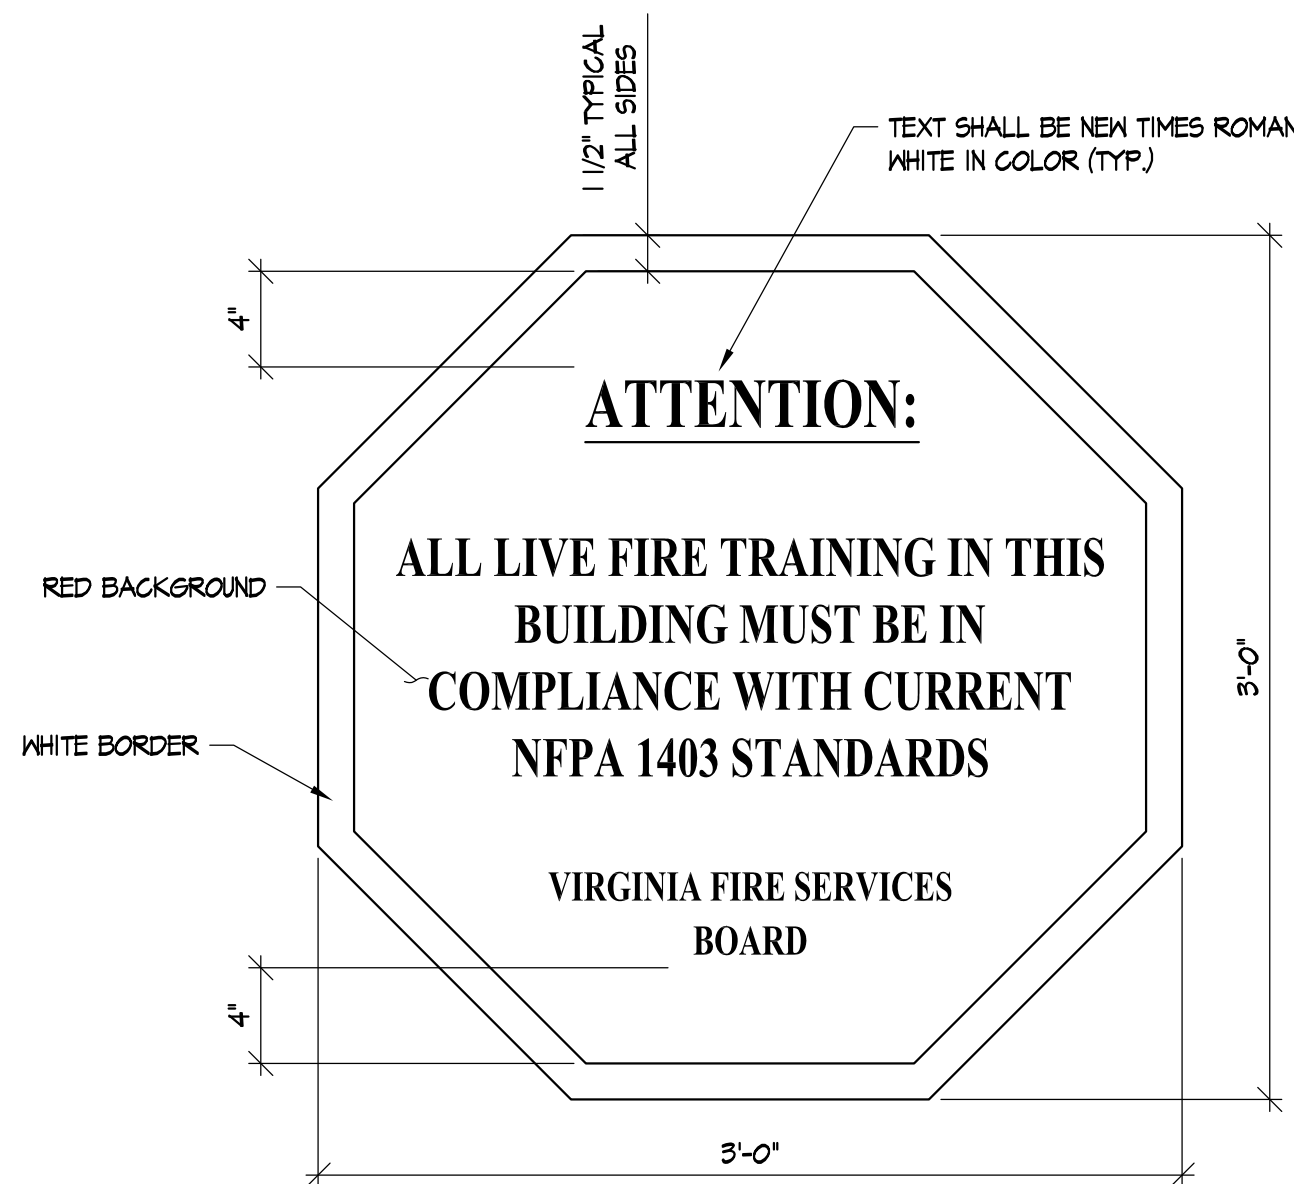 1 1/2" TYPICAL
ALL SIDES
TEXT SHALL BE NEW TIMES ROMAN
WHITE IN COLOR (TYP.)
4"
ATTENTION:
ALL LIVE FIRE TRAINING IN THIS
BUILDING MUST BE IN
COMPLIANCE WITH CURRENT
NFPA 1403 STANDARDS
RED BACKGROUND
3'-0"
WHITE BORDER
VIRGINIA FIRE SERVICES
BOARD
4"
3'-0"